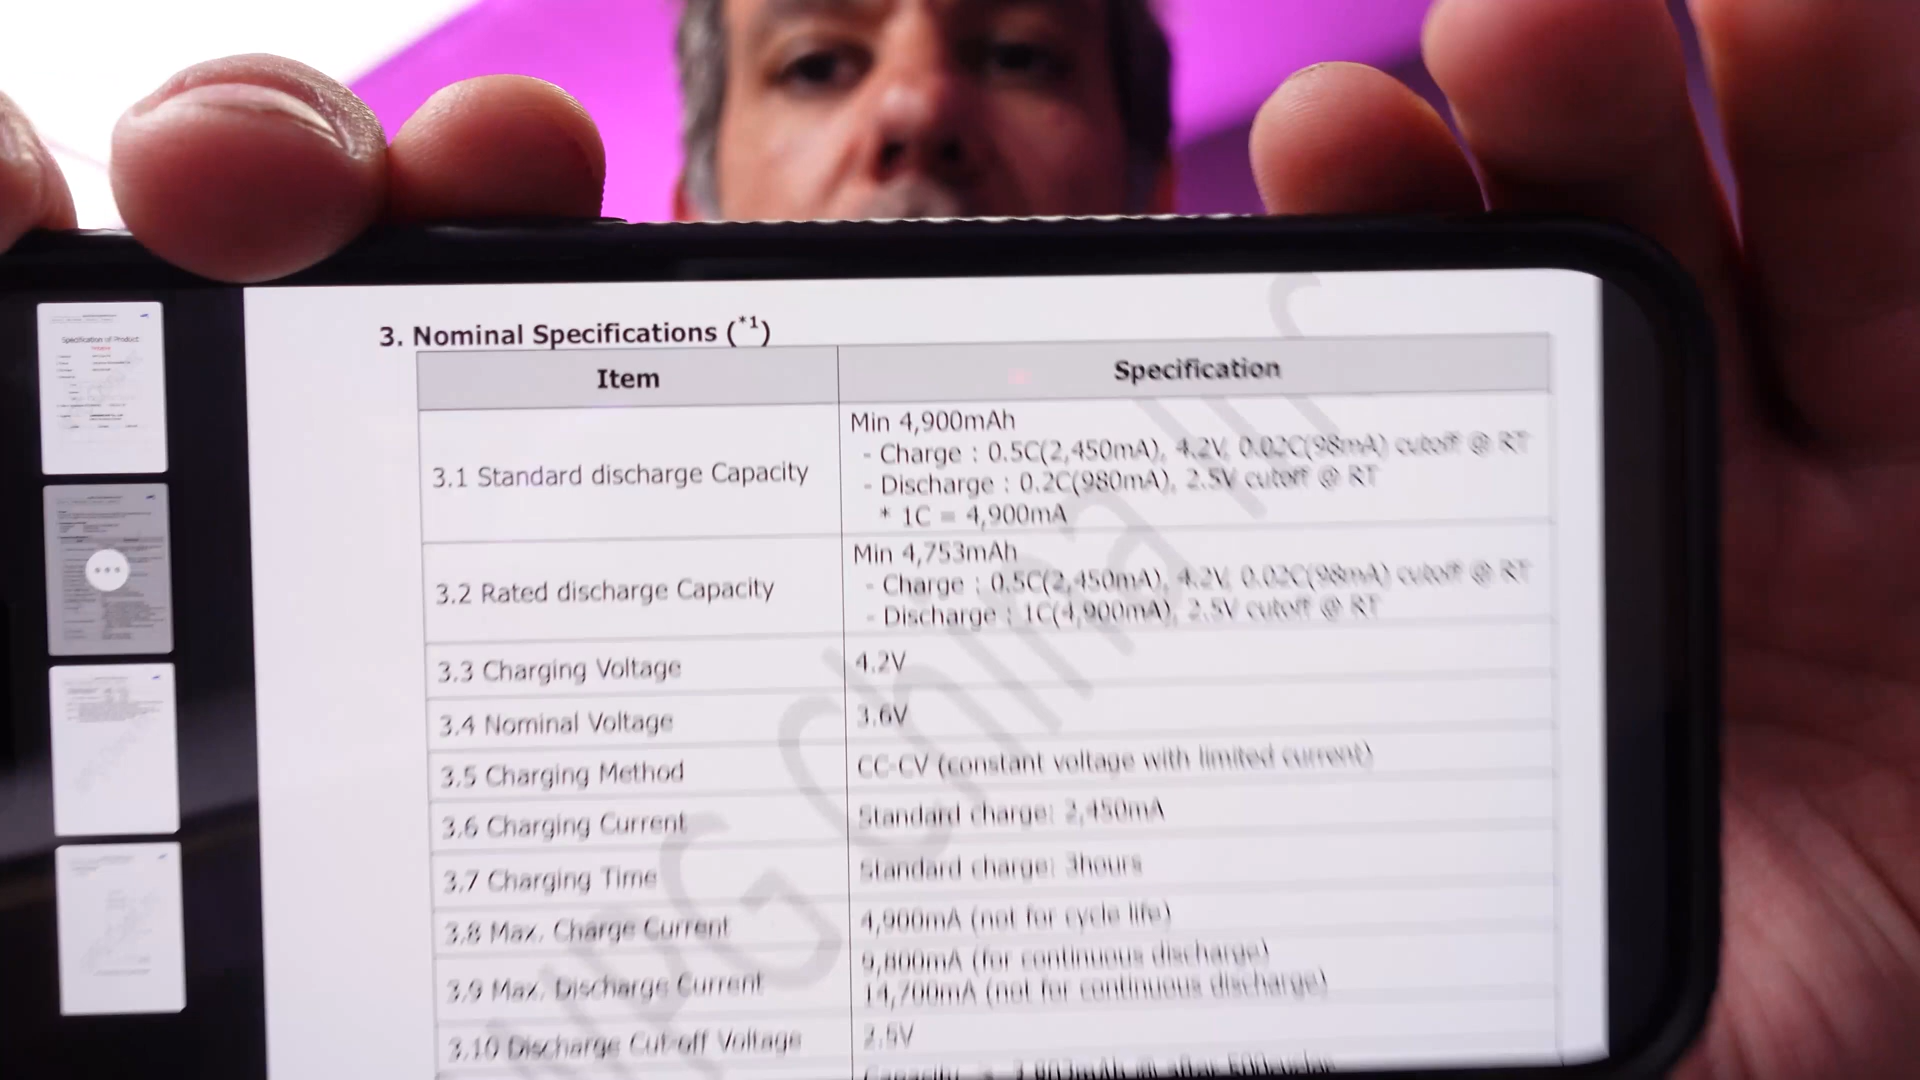 3. Nominal Specifications (*1)
Item
Specification
3.1 Standard discharge Capacity
Min 4,900mAh
- Charge : 0.5C(2,450mA), 4.2V, 0.02C(98mA) cutoff @ RT
- Discharge : 0.2C(980mA), 2.5V cutoff @ RT
* 1C = 4,900mA
3.2 Rated discharge Capacity
Min 4,753mAh
- Charge : 0.5C(2,450mA), 4.2V, 0.02C(98mA) cutoff @ RT
- Discharge : 1C(4,900mA), 2.5V cutoff @ RT
3.3 Charging Voltage
4.2V
3.4 Nominal Voltage
3.6V
3.5 Charging Method
CC-CV (constant voltage with limited current)
3.6 Charging Current
Standard charge: 2,450mA
3.7 Charging Time
Standard charge: 3hours
3.8 Max. Charge Current
4,900mA (not for cycle life)
3.9 Max. Discharge Current
9,800mA (for continuous discharge)
14,700mA (not for continuous discharge)
3.10 Discharge Cut-off Voltage
2.5V
Specification of Product
China Inc